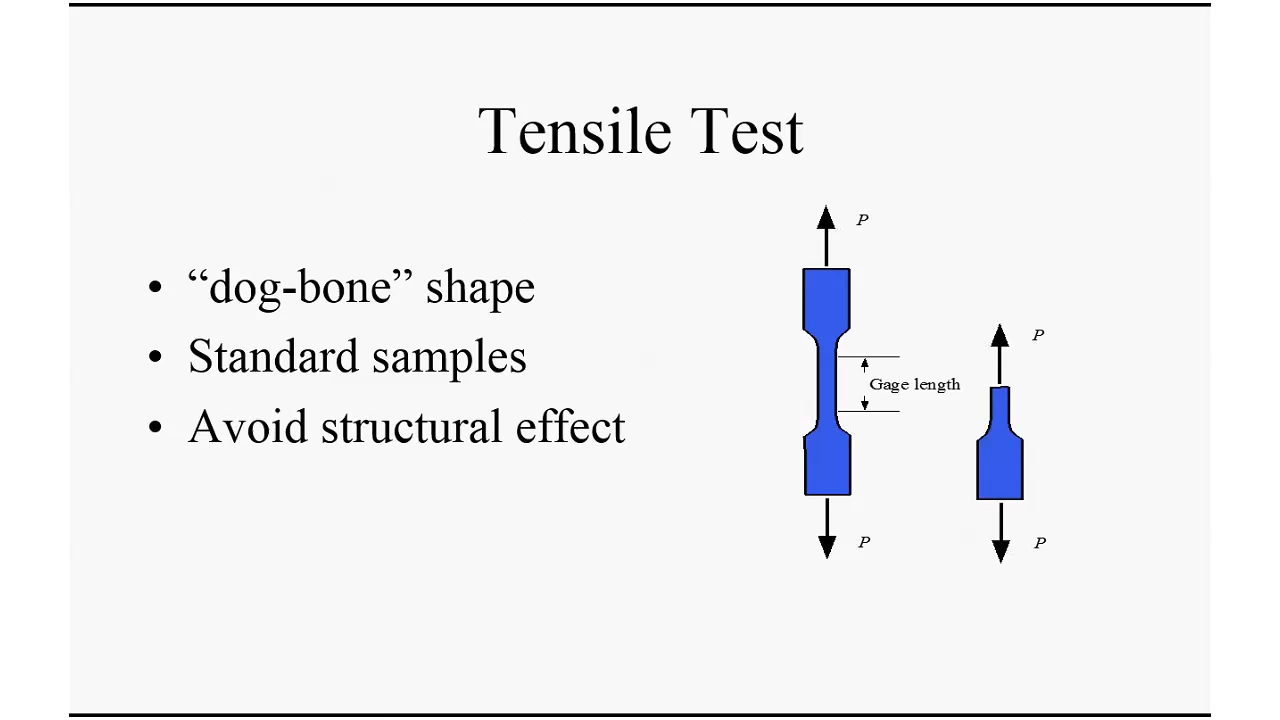 Tensile Test
• “dog-bone” shape
• Standard samples
• Avoid structural effect
P
Gage length
P
P
P